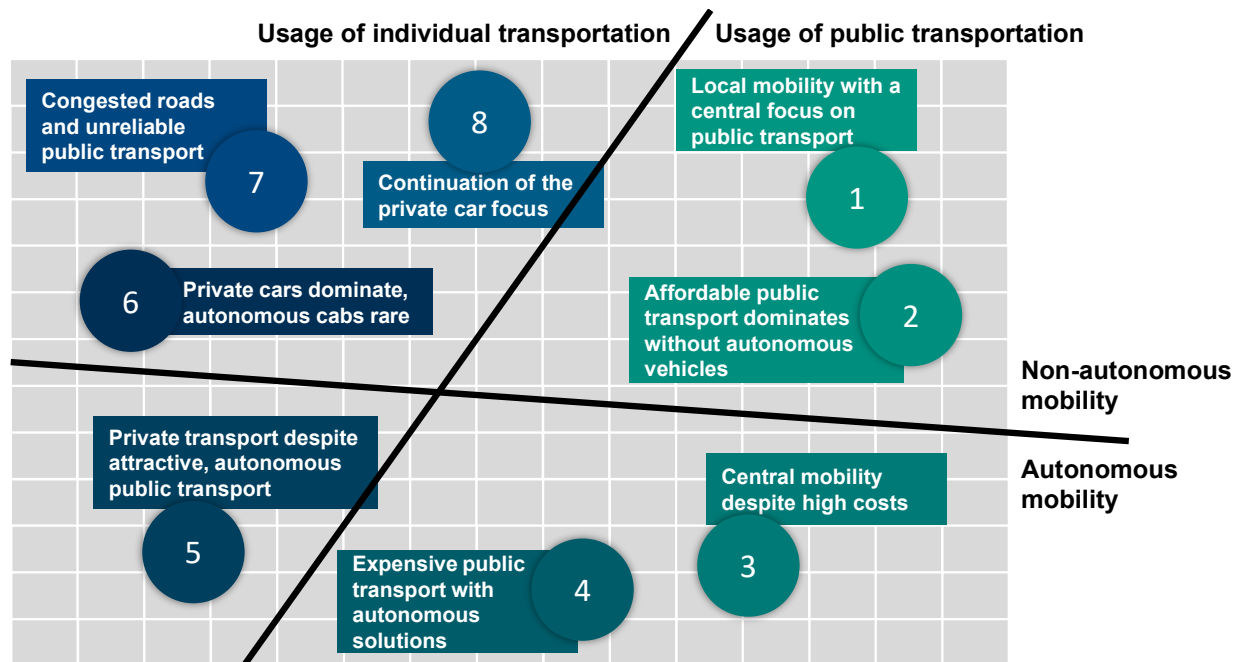 Usage of individual transportation
Usage of public transportation
Congested roads
and unreliable
public transport
7
8
Continuation of the
private car focus
Local mobility with a
central focus on
public transport
1
6
Private cars dominate,
autonomous cabs rare
Affordable public
transport dominates
without autonomous
vehicles
2
Non-autonomous
mobility
Autonomous
mobility
Private transport despite
attractive, autonomous
public transport
5
Expensive public
transport with
autonomous
solutions
4
Central mobility
despite high costs
3